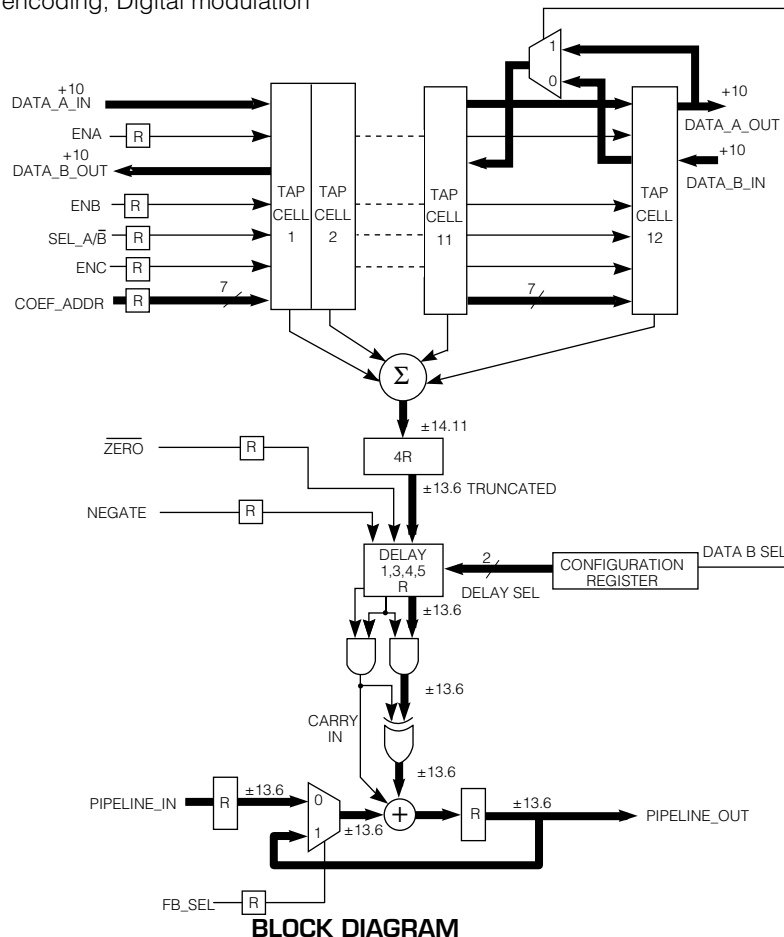 encoding, Digital modulation
1
0
+10
DATA_A_IN
+10
DATA_A_OUT
ENA
R
+10
DATA_B_OUT
+10
DATA_B_IN
TAP
CELL
1
TAP
CELL
2
TAP
CELL
11
TAP
CELL
12
ENB
R
SEL_A/B̅
R
ENC
R
COEF_ADDR
R
7
7
Σ
±14.11
Z̅E̅R̅O̅
R
4R
±13.6 TRUNCATED
NEGATE
R
DELAY
1,3,4,5
R
2
DELAY SEL
CONFIGURATION
REGISTER
DATA B SEL
±13.6
±13.6
CARRY
IN
±13.6
PIPELINE_IN
R
±13.6
0
1
±13.6
+
R
±13.6
PIPELINE_OUT
FB_SEL
R
BLOCK DIAGRAM